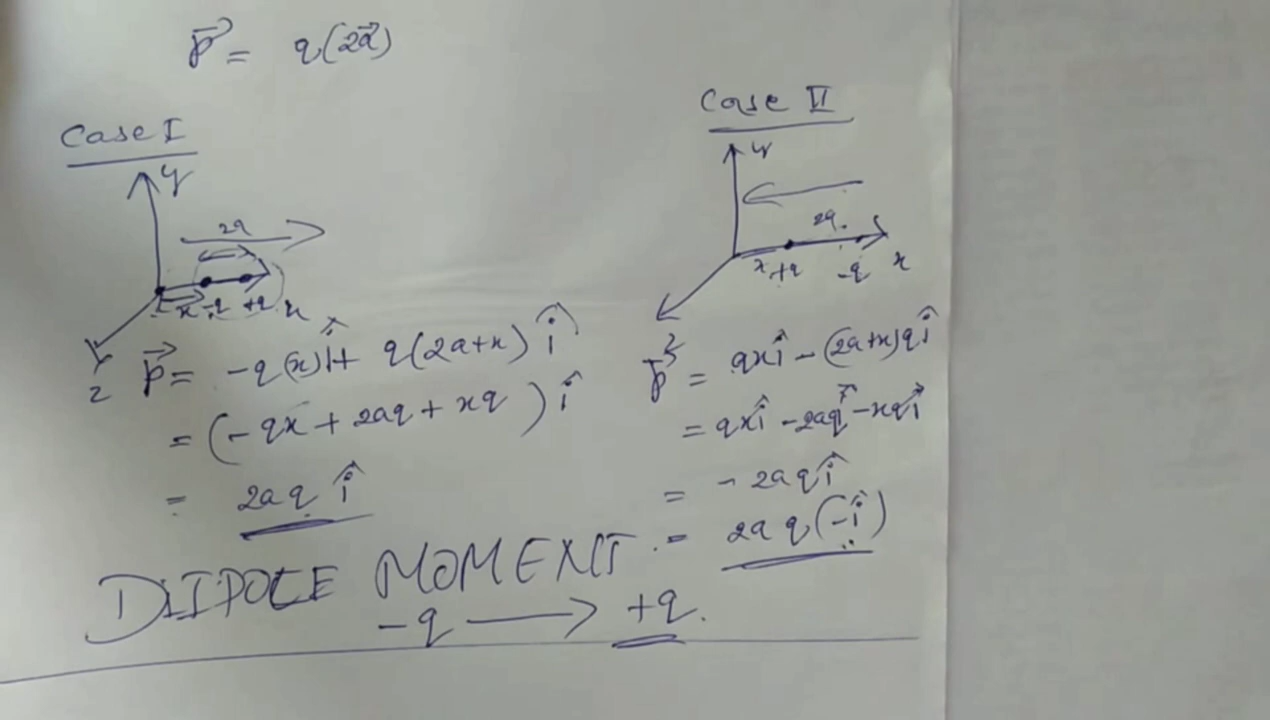 p⃗ = q(2a⃗)
Case I
y
2a
x -q +q x
z
p⃗ = -q(x)î + q(2a+x) î
= (-qx + 2aq + xq) î
= 2aq î
Case II
y
2a
x +q -q x
z
p⃗ = qxî - (2a+x)qî
= qxî - 2aqî - xqî
= - 2aqî
= 2aq(-î)
DIIPOLE MOMENT
-q ⟶ +q.